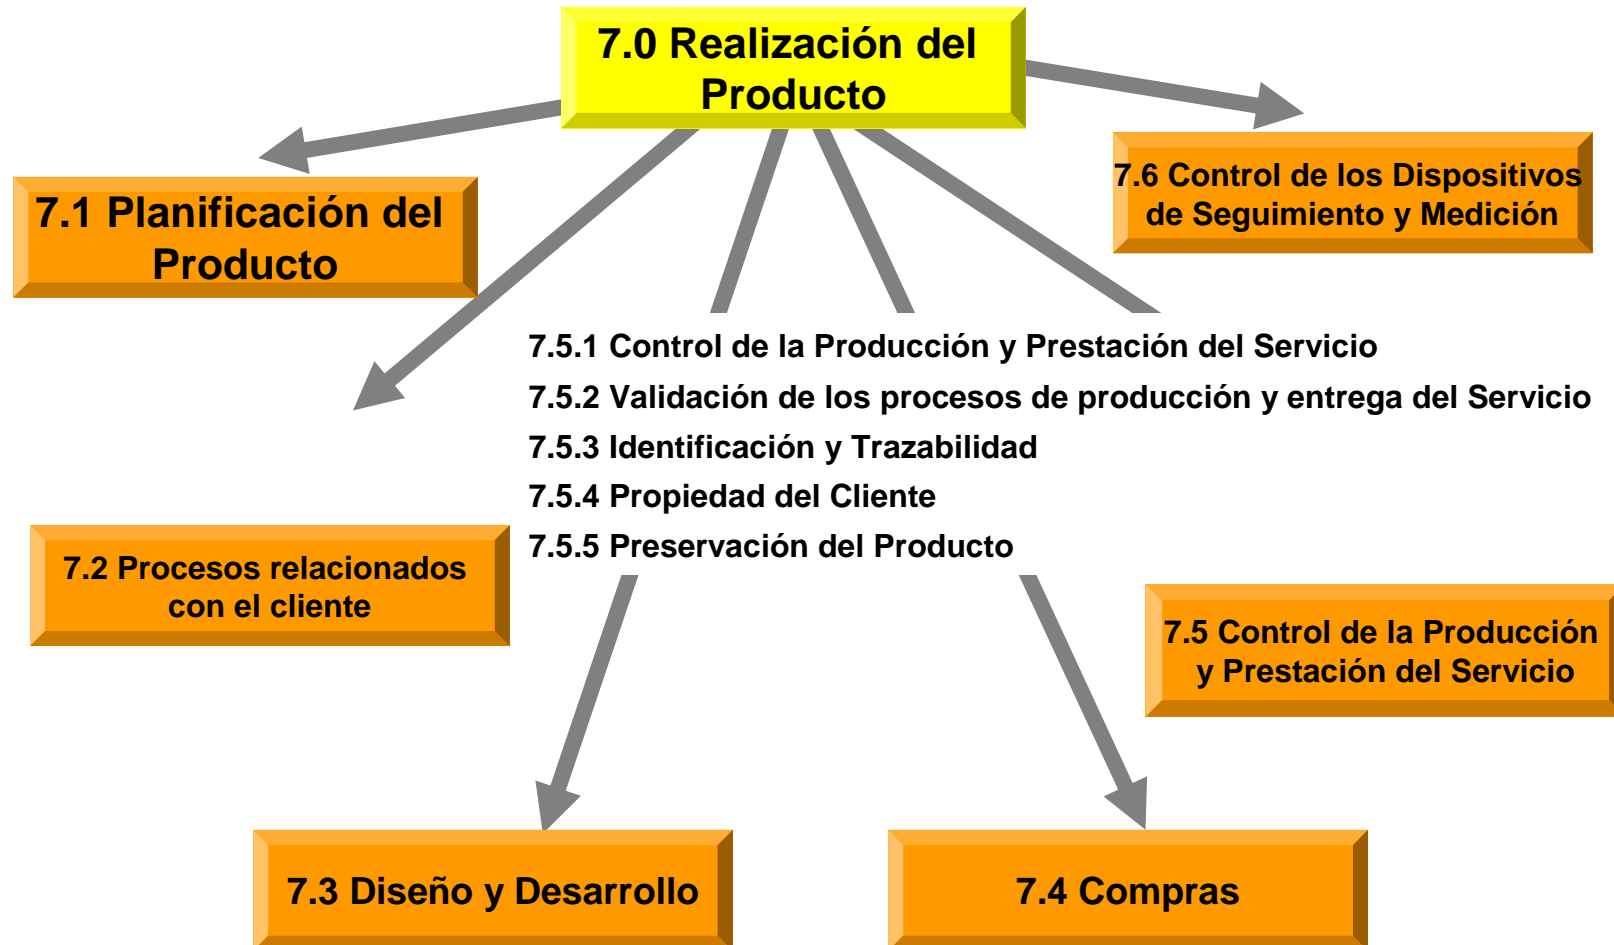 7.0 Realización del
Producto
7.6 Control de los Dispositivos
de Seguimiento y Medición
7.1 Planificación del
Producto
7.5.1 Control de la Producción y Prestación del Servicio
7.5.2 Validación de los procesos de producción y entrega del Servicio
7.5.3 Identificación y Trazabilidad
7.5.4 Propiedad del Cliente
7.5.5 Preservación del Producto
7.2 Procesos relacionados
con el cliente
7.5 Control de la Producción
y Prestación del Servicio
7.3 Diseño y Desarrollo
7.4 Compras